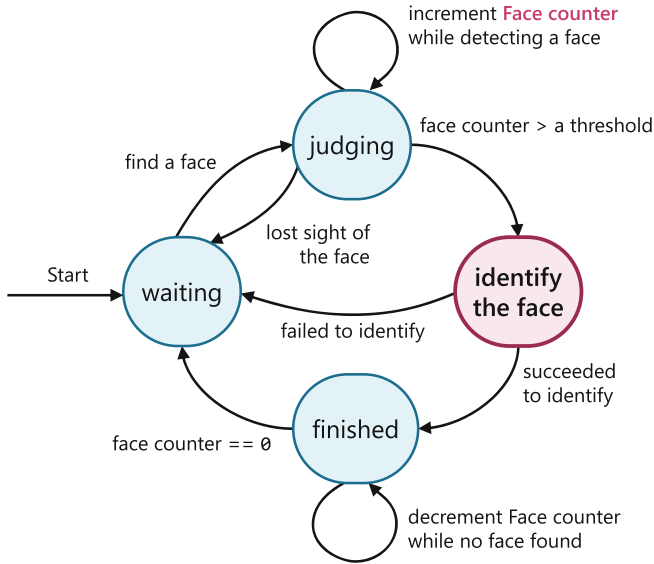 increment Face counter
while detecting a face
judging
face counter > a threshold
find a face
lost sight of
the face
Start
waiting
identify
the face
failed to identify
succeeded
to identify
finished
face counter == 0
decrement Face counter
while no face found